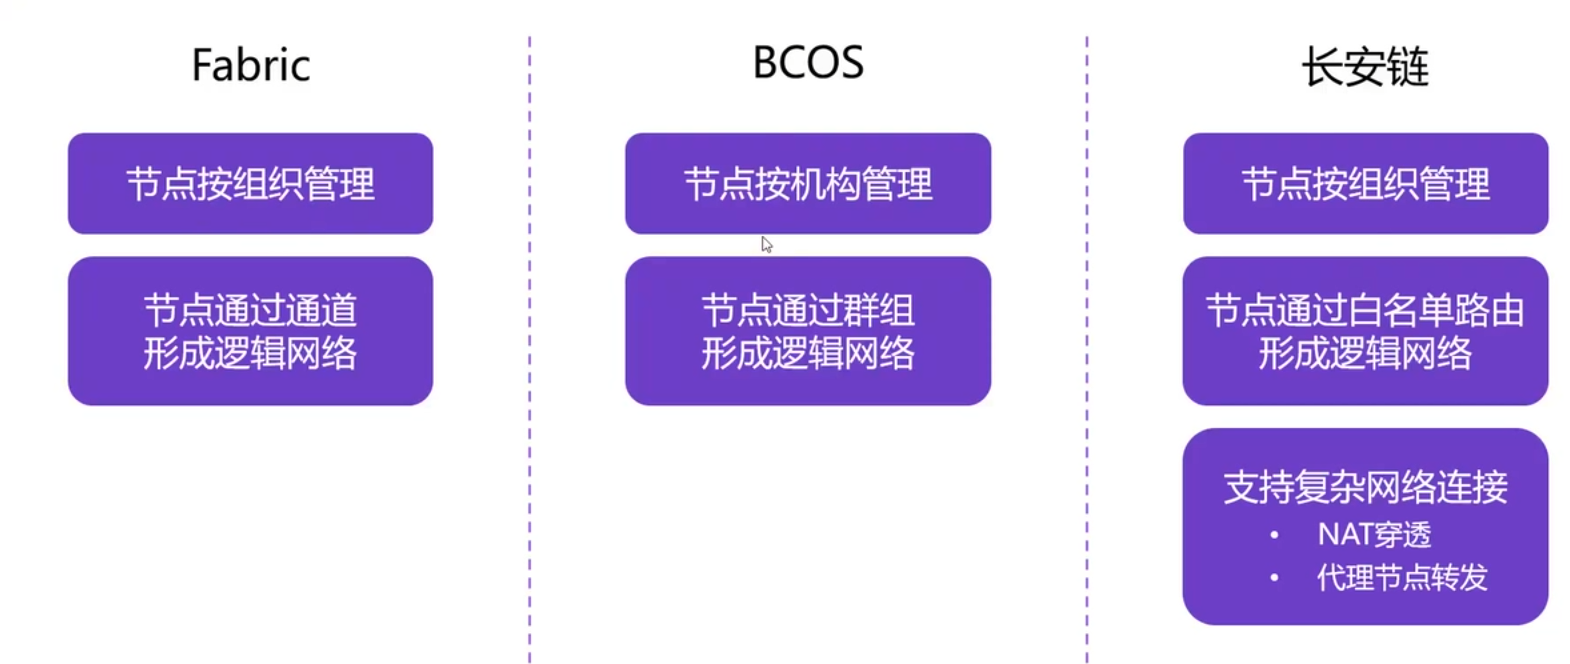 Fabric
节点按组织管理
节点通过通道
形成逻辑网络
BCOS
节点按机构管理
节点通过群组
形成逻辑网络
长安链
节点按组织管理
节点通过白名单路由
形成逻辑网络
支持复杂网络连接
• NAT穿透
• 代理节点转发